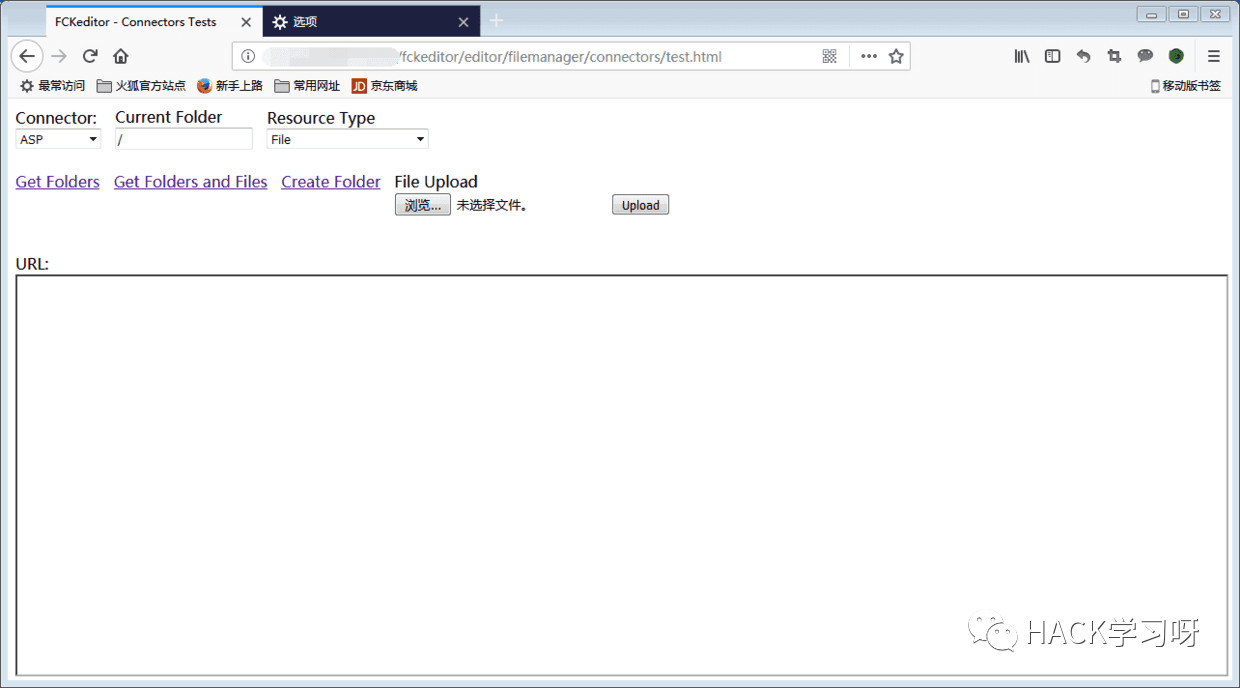 FCKeditor - Connectors Tests
选项
/fckeditor/editor/filemanager/connectors/test.html
最常访问 火狐官方站点 新手上路 常用网址 JD 京东商城 移动版书签
Connector: Current Folder Resource Type
ASP / File
Get Folders Get Folders and Files Create Folder File Upload
浏览... 未选择文件。 Upload
URL:
HACK学习呀